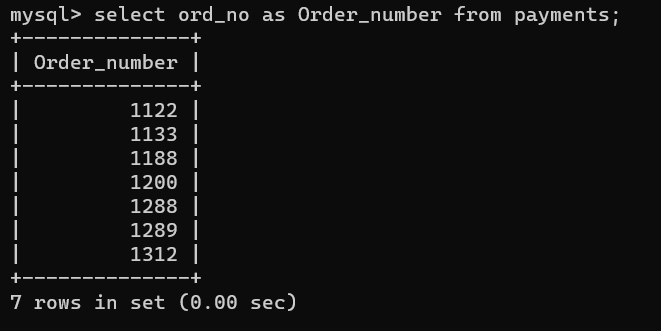 mysql> select ord_no as Order_number from payments;
+--------------+
| Order_number |
+--------------+
|         1122 |
|         1133 |
|         1188 |
|         1200 |
|         1288 |
|         1289 |
|         1312 |
+--------------+
7 rows in set (0.00 sec)